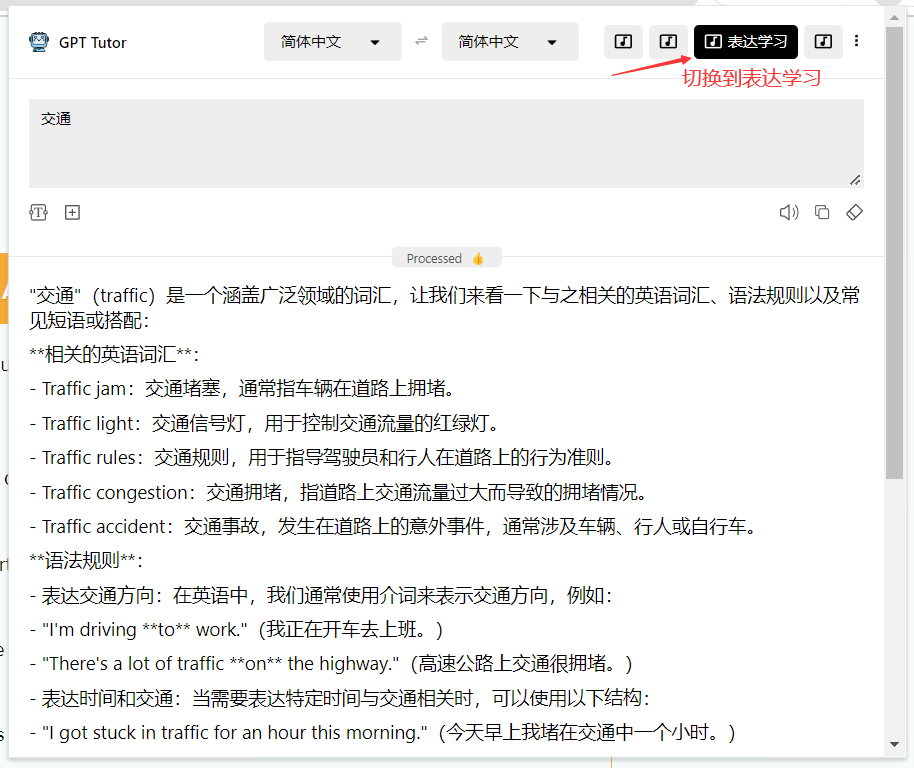 GPT Tutor 简体中文 简体中文 表达学习
切换到表达学习
交通
Processed 👍
"交通"（traffic）是一个涵盖广泛领域的词汇，让我们来看一下与之相关的英语词汇、语法规则以及常
见短语或搭配：
**相关的英语词汇**：
- Traffic jam：交通堵塞，通常指车辆在道路上拥堵。
- Traffic light：交通信号灯，用于控制交通流量的红绿灯。
- Traffic rules：交通规则，用于指导驾驶员和行人在道路上的行为准则。
- Traffic congestion：交通拥堵，指道路上交通流量过大而导致的拥堵情况。
- Traffic accident：交通事故，发生在道路上的意外事件，通常涉及车辆、行人或自行车。
**语法规则**：
- 表达交通方向：在英语中，我们通常使用介词来表示交通方向，例如：
- "I'm driving **to** work."（我正在开车去上班。）
- "There's a lot of traffic **on** the highway."（高速公路上交通很拥堵。）
- 表达时间和交通：当需要表达特定时间与交通相关时，可以使用以下结构：
- "I got stuck in traffic for an hour this morning."（今天早上我堵在交通中一个小时。）